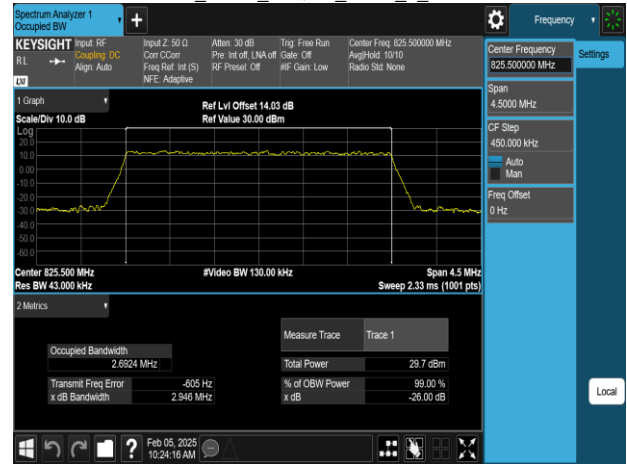 Spectrum Analyzer 1
Occupied BW
Frequency
KEYSIGHT
RL
LXI
Input: RF
Coupling: DC
Align: Auto
Input Z: 50 Ω
Corr CCorr
Freq Ref: Int (S)
NFE: Adaptive
Atten: 30 dB
Pre: Int off, LNA off
RF Presel: Off
Trig: Free Run
Gate: Off
#IF Gain: Low
Center Freq: 825.500000 MHz
Avg|Hold: 10/10
Radio Std: None
1 Graph
Scale/Div 10.0 dB
Ref Lvl Offset 14.03 dB
Ref Value 30.00 dBm
Log
20.0
10.0
0.00
-10.0
-20.0
-30.0
-40.0
-50.0
-60.0
Center 825.500 MHz
#Video BW 130.00 kHz
Span 4.5 MHz
Res BW 43.000 kHz
Sweep 2.33 ms (1001 pts)
2 Metrics
Measure Trace
Trace 1
Occupied Bandwidth
2.6924 MHz
Total Power
29.7 dBm
Transmit Freq Error
-605 Hz
% of OBW Power
99.00 %
x dB Bandwidth
2.946 MHz
x dB
-26.00 dB
Center Frequency
825.500000 MHz
Settings
Span
4.5000 MHz
CF Step
450.000 kHz
Auto
Man
Freq Offset
0 Hz
Local
?
Feb 05, 2025
10:24:16 AM